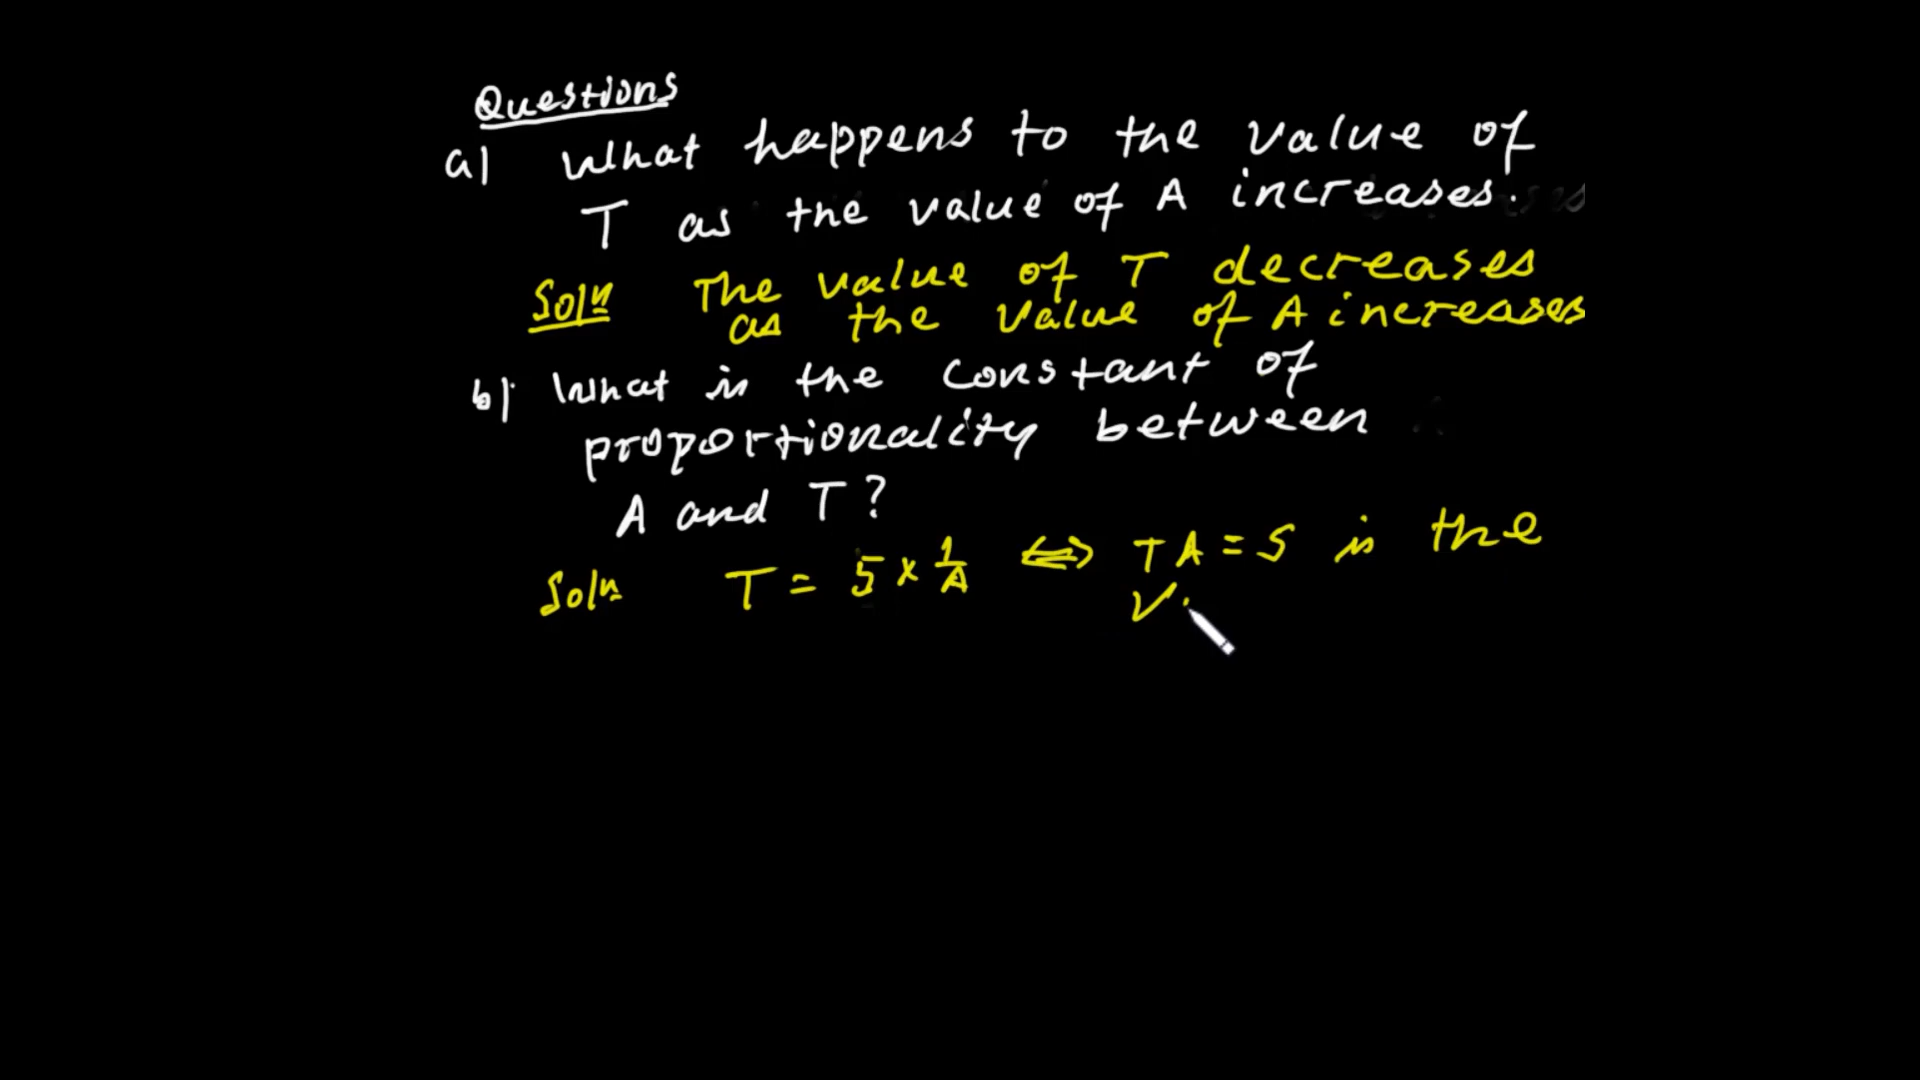 Questions
a) What happens to the value of
T as the value of A increases.
Soln The value of T decreases
as the value of A increases
b) What is the constant of
proportionality between
A and T?
Soln T = 5 × 1/A ⇔ TA = 5 is the